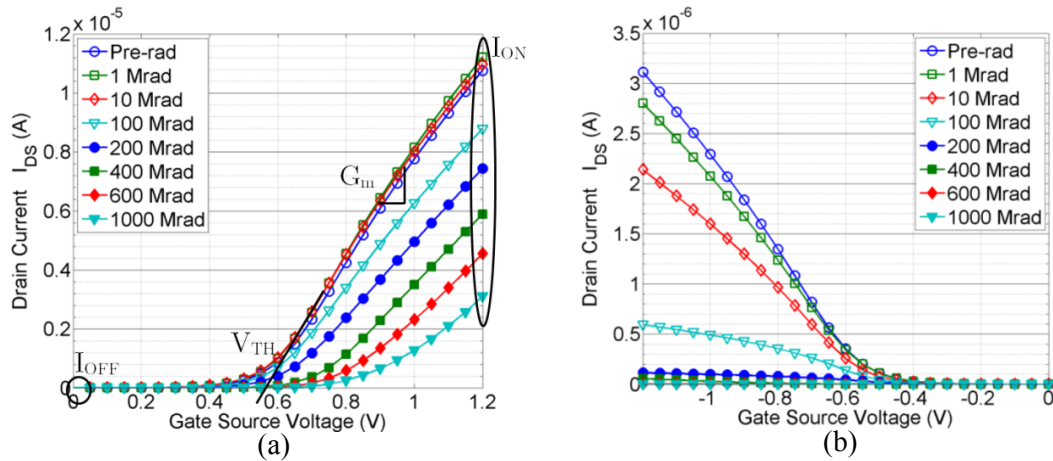 x 10⁻⁵
1.2
1
0.8
0.6
0.4
0.2
0
Drain Current I_DS (A)
Pre-rad
1 Mrad
10 Mrad
100 Mrad
200 Mrad
400 Mrad
600 Mrad
1000 Mrad
I_ON
G_m
V_TH
I_OFF
0
0.2
0.4
0.6
0.8
1
1.2
Gate Source Voltage (V)
(a)
x 10⁻⁶
3.5
3
2.5
2
1.5
1
0.5
0
Drain Current I_DS (A)
Pre-rad
1 Mrad
10 Mrad
100 Mrad
200 Mrad
400 Mrad
600 Mrad
1000 Mrad
-1
-0.8
-0.6
-0.4
-0.2
0
Gate Source Voltage (V)
(b)